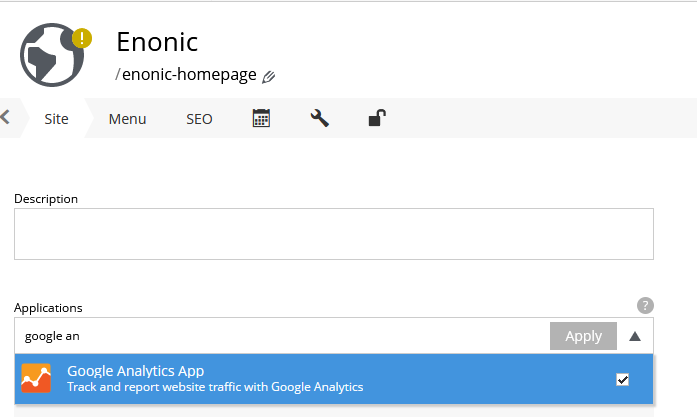 !
Enonic
/enonic-homepage
Site Menu SEO
Description
Applications ?
google an Apply
Google Analytics App
Track and report website traffic with Google Analytics